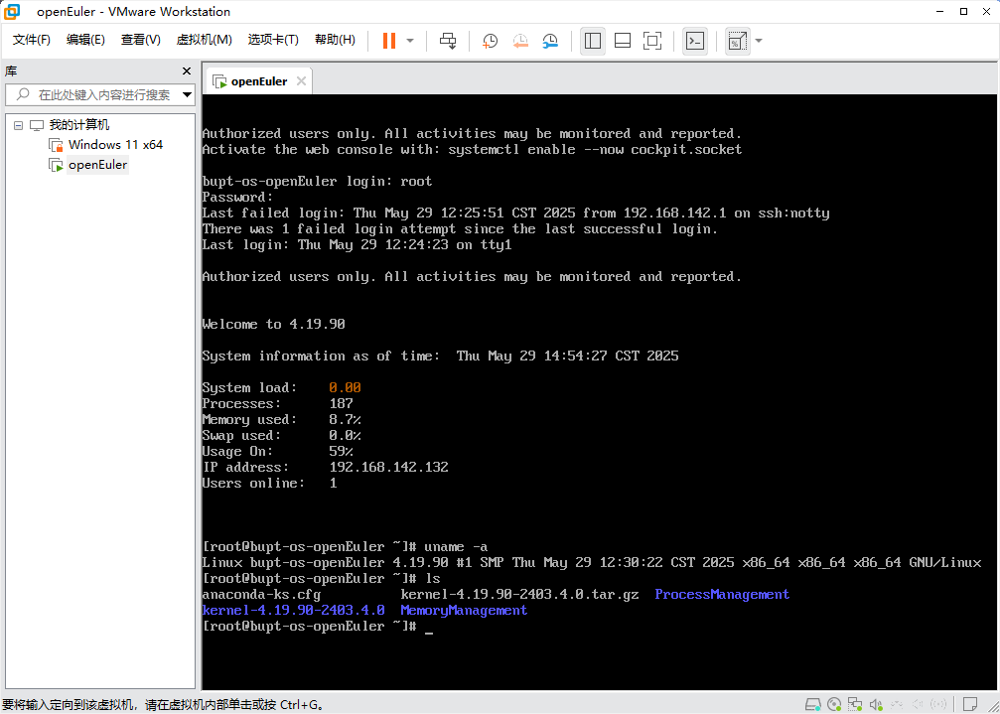 openEuler - VMware Workstation
文件(F) 编辑(E) 查看(V) 虚拟机(M) 选项卡(T) 帮助(H)
库
在此处键入内容进行搜索
我的计算机
Windows 11 x64
openEuler
openEuler
Authorized users only. All activities may be monitored and reported.
Activate the web console with: systemctl enable --now cockpit.socket
bupt-os-openEuler login: root
Password:
Last failed login: Thu May 29 12:25:51 CST 2025 from 192.168.142.1 on ssh:notty
There was 1 failed login attempt since the last successful login.
Last login: Thu May 29 12:24:23 on tty1
Authorized users only. All activities may be monitored and reported.
Welcome to 4.19.90
System information as of time:  Thu May 29 14:54:27 CST 2025
System load:    0.00
Processes:      187
Memory used:    8.7%
Swap used:      0.0%
Usage On:       59%
IP address:     192.168.142.132
Users online:   1
[root@bupt-os-openEuler ~]# uname -a
Linux bupt-os-openEuler 4.19.90 #1 SMP Thu May 29 12:30:22 CST 2025 x86_64 x86_64 x86_64 GNU/Linux
[root@bupt-os-openEuler ~]# ls
anaconda-ks.cfg          kernel-4.19.90-2403.4.0.tar.gz  ProcessManagement
kernel-4.19.90-2403.4.0  MemoryManagement
[root@bupt-os-openEuler ~]# _
要将输入定向到该虚拟机，请在虚拟机内部单击或按 Ctrl+G。